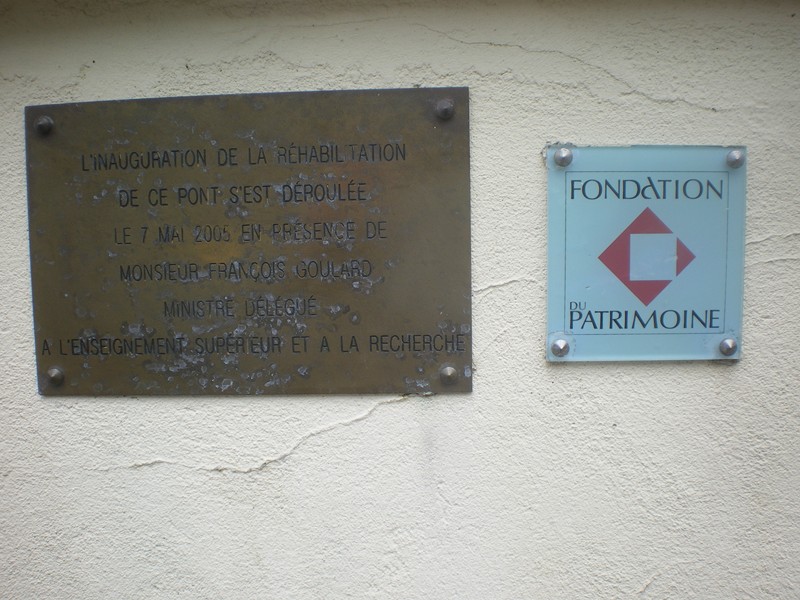 L'INAUGURATION DE LA RÉHABILITATION
DE CE PONT S'EST DÉROULÉE
LE 7 MAI 2005 EN PRÉSENCE DE
MONSIEUR FRANÇOIS GOULARD
MINISTRE DÉLÉGUÉ
A L'ENSEIGNEMENT SUPÉRIEUR ET A LA RECHERCHE
FONDATION
DU
PATRIMOINE